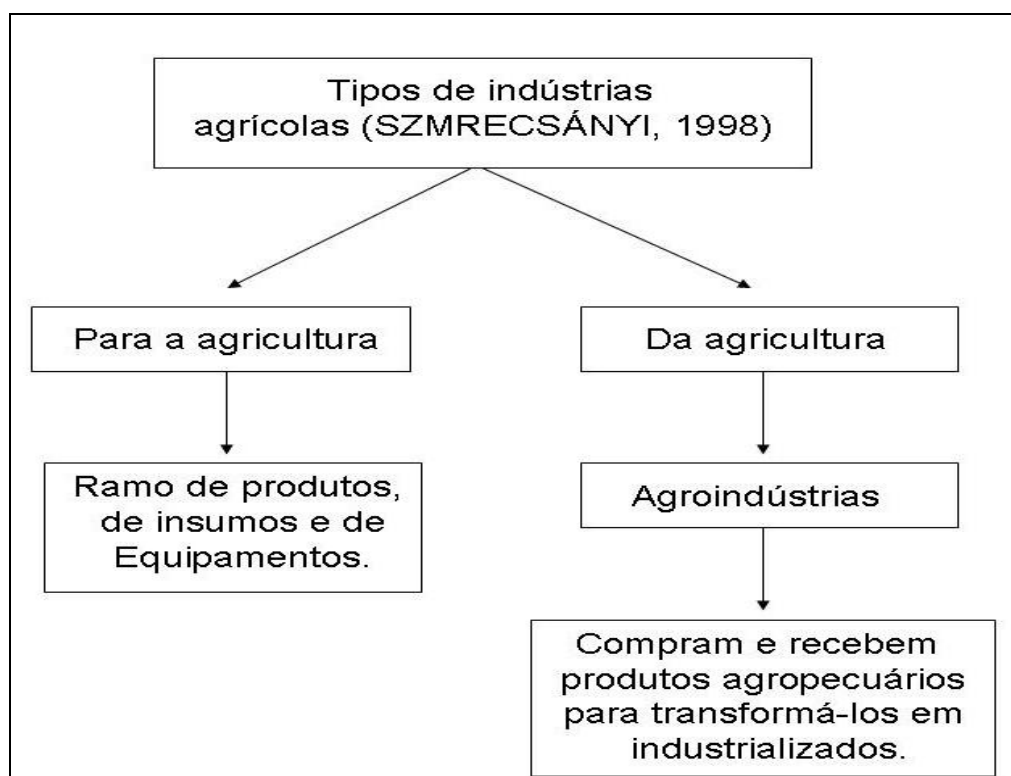 Tipos de indústrias
agrícolas (SZMRECSÁNYI, 1998)
Para a agricultura
Da agricultura
Ramo de produtos,
de insumos e de
Equipamentos.
Agroindústrias
Compram e recebem
produtos agropecuários
para transformá-los em
industrializados.